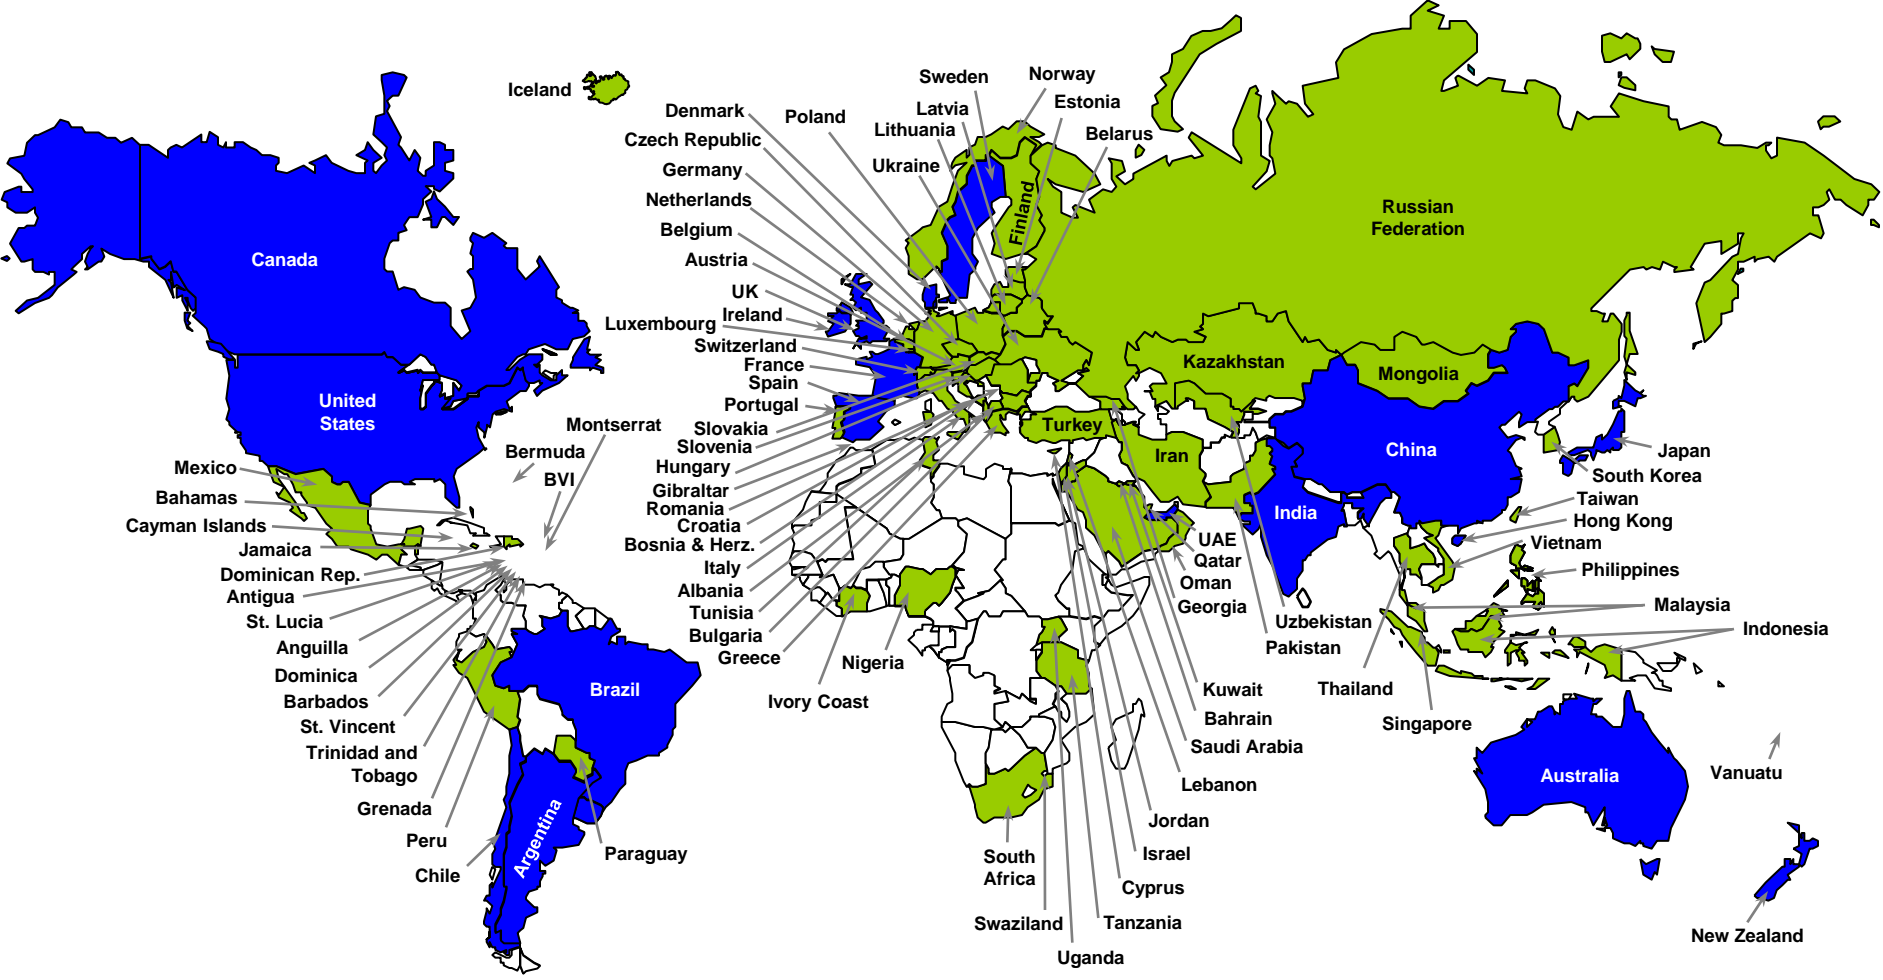 Iceland
Canada
United
States
Mexico
Bahamas
Cayman Islands
Jamaica
Dominican Rep.
Antigua
St. Lucia
Anguilla
Dominica
Barbados
St. Vincent
Trinidad and
Tobago
Grenada
Peru
Chile
Montserrat
Bermuda
BVI
Brazil
Argentina
Paraguay
Denmark
Czech Republic
Germany
Netherlands
Belgium
Austria
UK
Ireland
Luxembourg
Switzerland
France
Spain
Portugal
Slovakia
Slovenia
Hungary
Gibraltar
Romania
Croatia
Bosnia & Herz.
Italy
Albania
Tunisia
Bulgaria
Greece
Poland
Sweden
Norway
Latvia
Estonia
Lithuania
Belarus
Ukraine
Finland
Russian
Federation
Kazakhstan
Mongolia
Turkey
Iran
China
India
Japan
South Korea
Taiwan
Hong Kong
Vietnam
Philippines
Malaysia
Indonesia
UAE
Qatar
Oman
Georgia
Uzbekistan
Pakistan
Thailand
Singapore
Kuwait
Bahrain
Saudi Arabia
Lebanon
Jordan
Israel
Cyprus
Tanzania
Uganda
Swaziland
South
Africa
Ivory Coast
Nigeria
Australia
Vanuatu
New Zealand